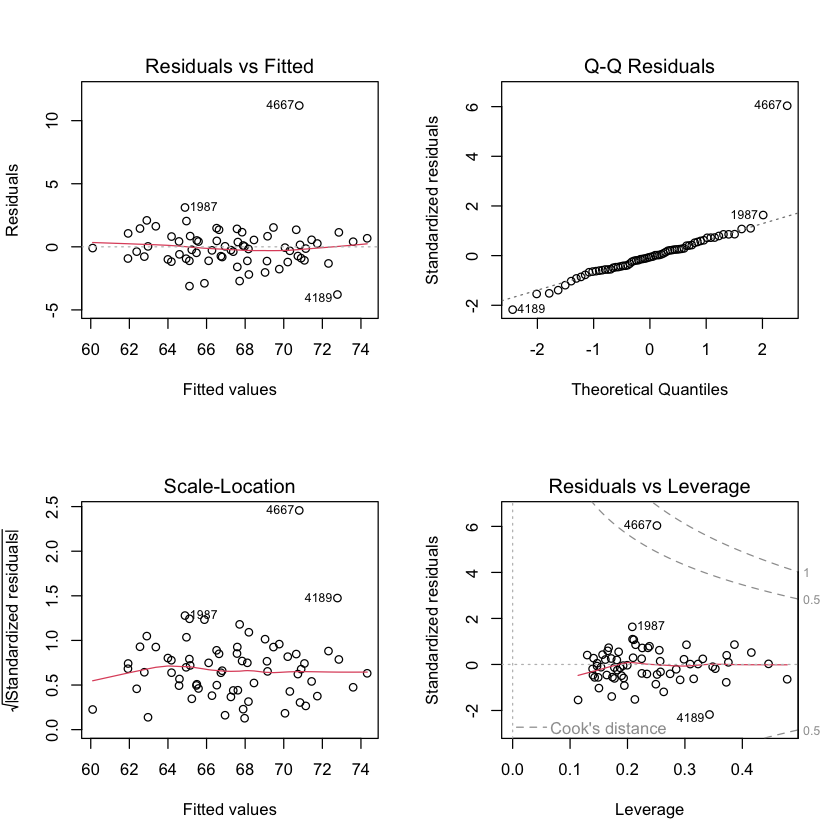 Residuals vs Fitted
Residuals
10
5
0
-5
4667
1987
4189
60 62 64 66 68 70 72 74
Fitted values
Q-Q Residuals
Standardized residuals
6
4
2
0
-2
4667
1987
4189
-2 -1 0 1 2
Theoretical Quantiles
Scale-Location
√|Standardized residuals|
2.5
2.0
1.5
1.0
0.5
0.0
4667
4189
1987
60 62 64 66 68 70 72 74
Fitted values
Residuals vs Leverage
Standardized residuals
6
4
2
0
-2
4667
1987
4189
Cook's distance
1
0.5
0.5
0.0 0.1 0.2 0.3 0.4
Leverage